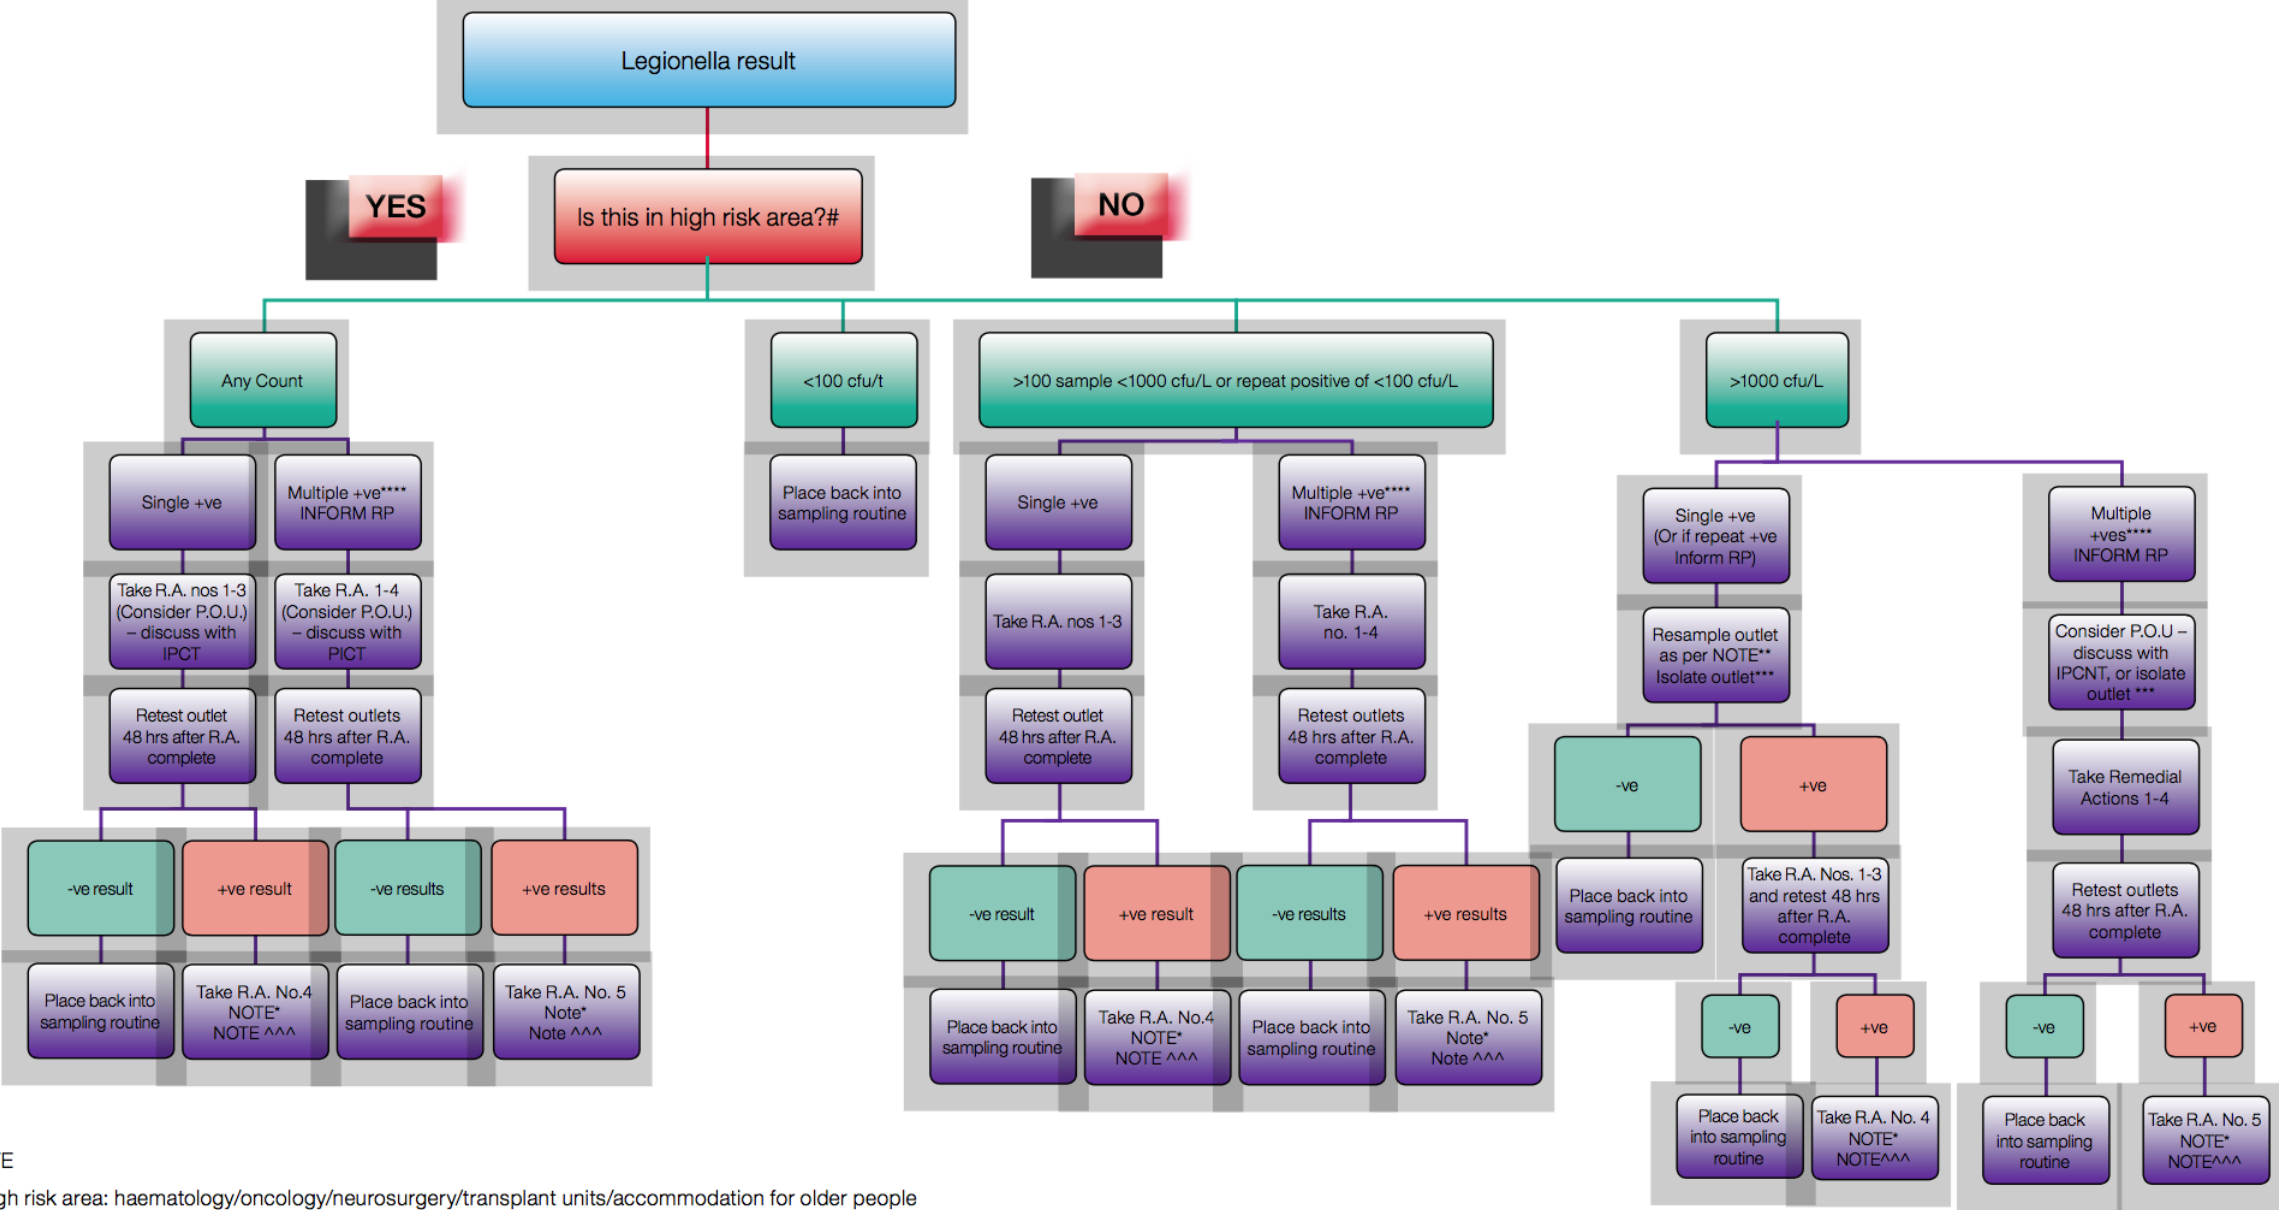 Legionella result
YES
Is this in high risk area?#
NO
Any Count
<100 cfu/t
>100 sample <1000 cfu/L or repeat positive of <100 cfu/L
>1000 cfu/L
Single +ve
Multiple +ve****
INFORM RP
Place back into
sampling routine
Single +ve
Multiple +ve****
INFORM RP
Single +ve
(Or if repeat +ve
Inform RP)
Multiple
+ves****
INFORM RP
Take R.A. nos 1-3
(Consider P.O.U.)
– discuss with
IPCT
Take R.A. 1-4
(Consider P.O.U.)
– discuss with
PICT
Take R.A. nos 1-3
Take R.A.
no. 1-4
Resample outlet
as per NOTE**
Isolate outlet***
Consider P.O.U –
discuss with
IPCNT, or isolate
outlet ***
Retest outlet
48 hrs after R.A.
complete
Retest outlets
48 hrs after R.A.
complete
Retest outlet
48 hrs after R.A.
complete
Retest outlets
48 hrs after R.A.
complete
-ve
+ve
Take Remedial
Actions 1-4
-ve result
+ve result
-ve results
+ve results
-ve result
+ve result
-ve results
+ve results
Place back into
sampling routine
Take R.A. Nos. 1-3
and retest 48 hrs
after R.A.
complete
Retest outlets
48 hrs after R.A.
complete
Place back into
sampling routine
Take R.A. No.4
NOTE*
NOTE ^^^
Place back into
sampling routine
Take R.A. No. 5
Note*
Note ^^^
Place back into
sampling routine
Take R.A. No.4
NOTE*
NOTE ^^^
Place back into
sampling routine
Take R.A. No. 5
Note*
Note ^^^
-ve
+ve
-ve
+ve
Place back
into sampling
routine
Take R.A. No. 4
NOTE*
NOTE^^^
Place back
into sampling
routine
Take R.A. No. 5
NOTE*
NOTE^^^
E
gh risk area: haematology/oncology/neurosurgery/transplant units/accommodation for older people